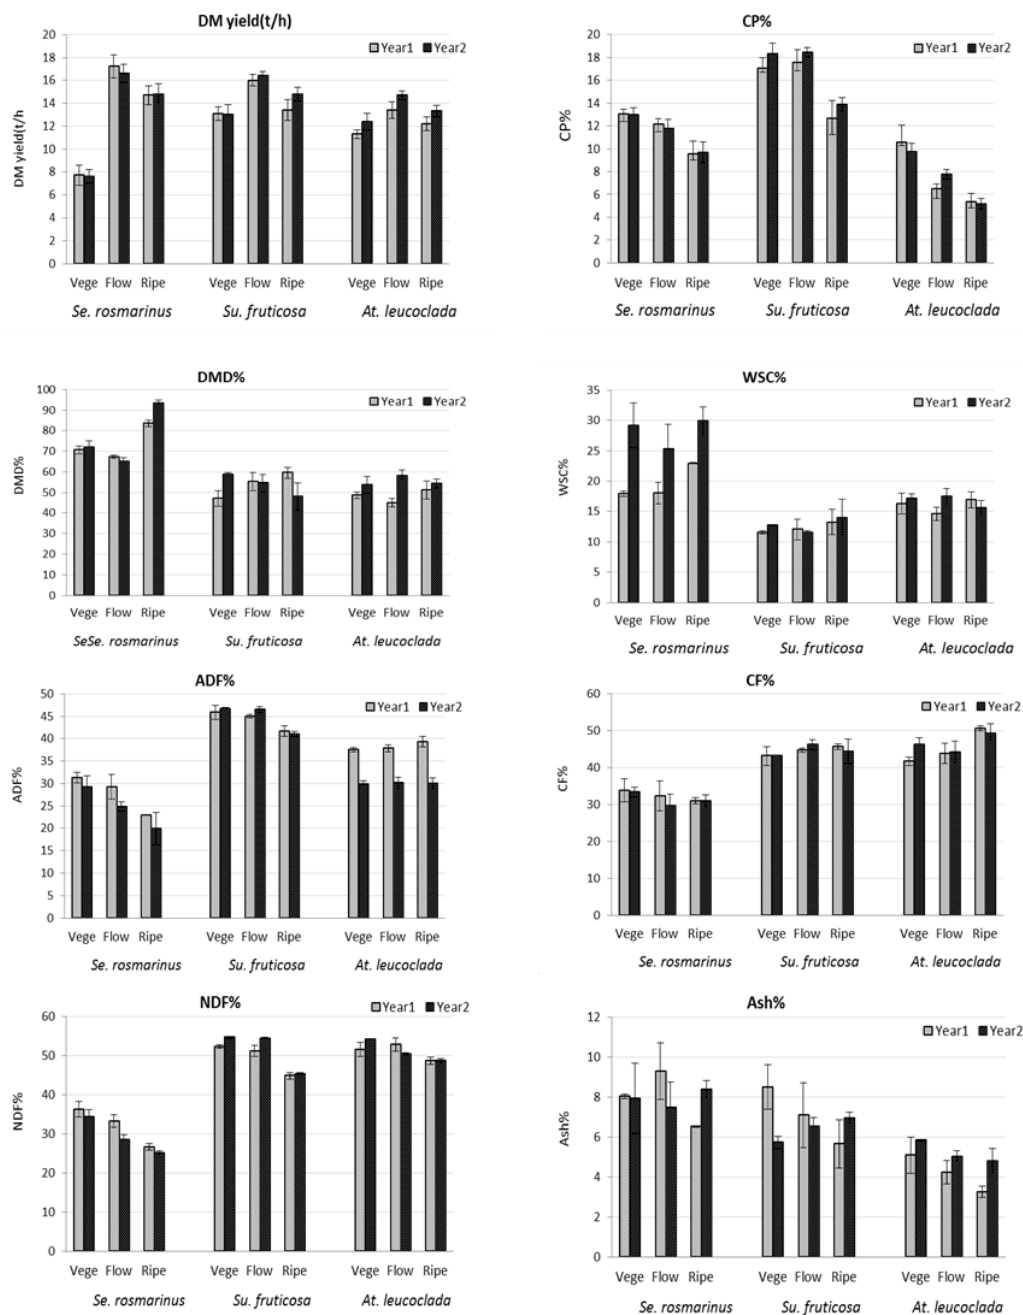 DM yield(t/h)
Year1 Year2
DM yield(t/h
20
18
16
14
12
10
8
6
4
2
0
Vege Flow Ripe Vege Flow Ripe Vege Flow Ripe
Se. rosmarinus Su. fruticosa At. leucoclada
CP%
Year1 Year2
CP%
20
18
16
14
12
10
8
6
4
2
0
Vege Flow Ripe Vege Flow Ripe Vege Flow Ripe
Se. rosmarinus Su. fruticosa At. leucoclada
DMD%
Year1 Year2
DMD%
100
90
80
70
60
50
40
30
20
10
0
Vege Flow Ripe Vege Flow Ripe Vege Flow Ripe
SeSe. rosmarinus Su. fruticosa At. leucoclada
WSC%
Year1 Year2
WSC%
35
30
25
20
15
10
5
0
Vege Flow Ripe Vege Flow Ripe Vege Flow Ripe
Se. rosmarinus Su. fruticosa At. leucoclada
ADF%
Year1 Year2
ADF%
50
45
40
35
30
25
20
15
10
5
0
Vege Flow Ripe Vege Flow Ripe Vege Flow Ripe
Se. rosmarinus Su. fruticosa At. leucoclada
CF%
Year1 Year2
CF%
60
50
40
30
20
10
0
Vege Flow Ripe Vege Flow Ripe Vege Flow Ripe
Se. rosmarinus Su. fruticosa At. leucoclada
NDF%
Year1 Year2
NDF%
60
50
40
30
20
10
0
Vege Flow Ripe Vege Flow Ripe Vege Flow Ripe
Se. rosmarinus Su. fruticosa At. leucoclada
Ash%
Year1 Year2
Ash%
12
10
8
6
4
2
0
Vege Flow Ripe Vege Flow Ripe Vege Flow Ripe
Se. rosmarinus Su. fruticosa At. leucoclada